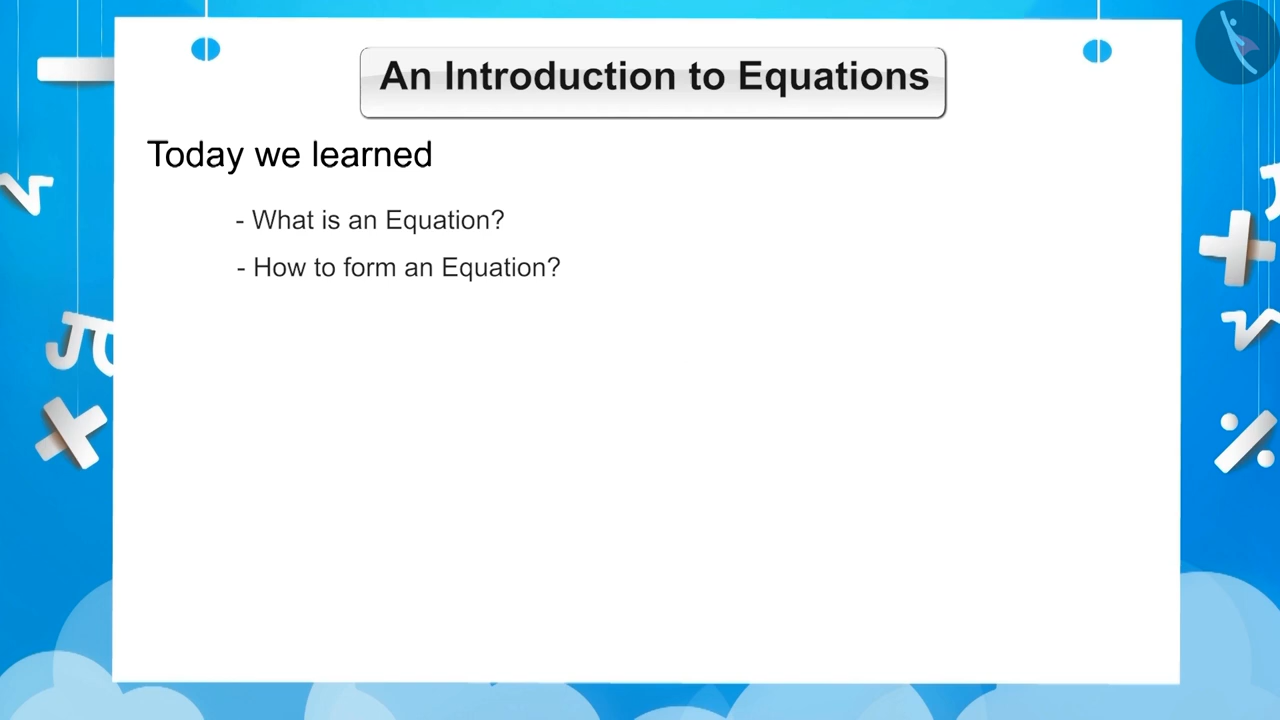 An Introduction to Equations
Today we learned
- What is an Equation?
- How to form an Equation?